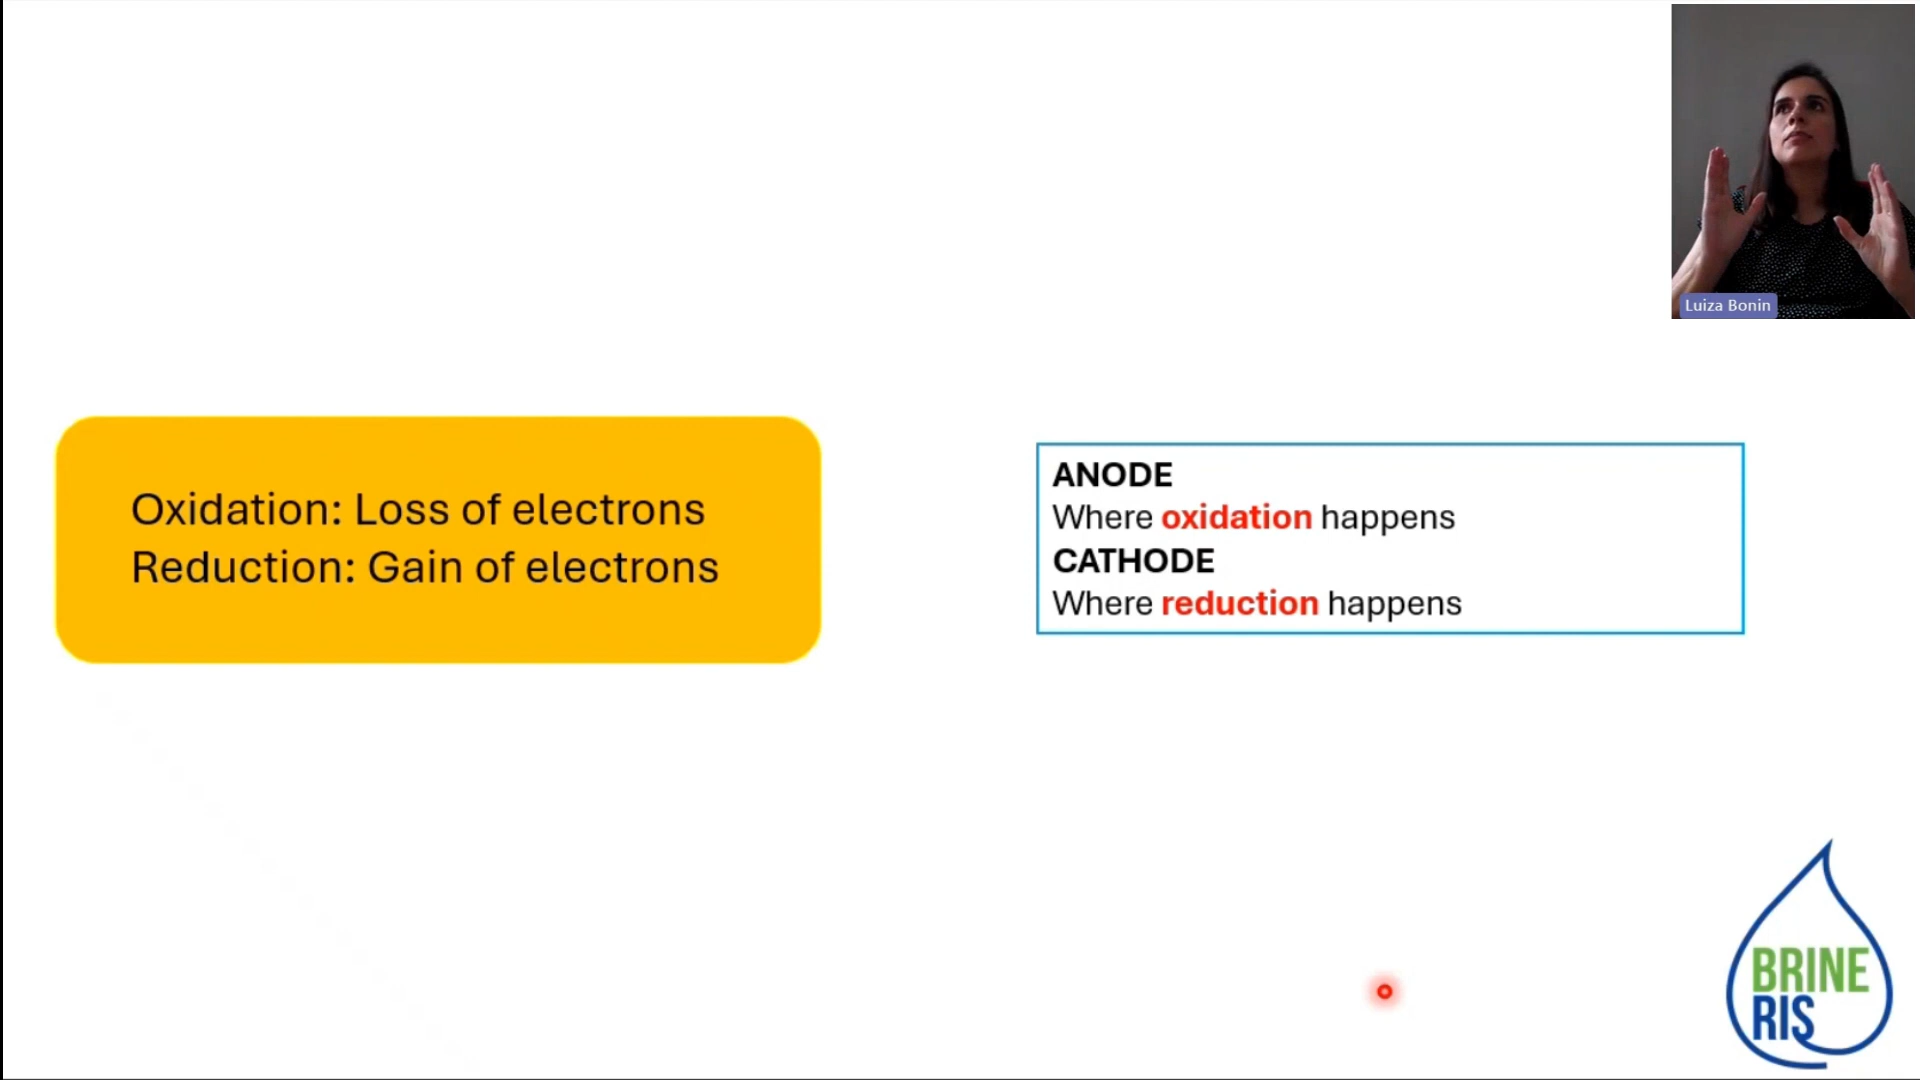 Luiza Bonin
Oxidation: Loss of electrons
Reduction: Gain of electrons
ANODE
Where oxidation happens
CATHODE
Where reduction happens
BRINE
RIS